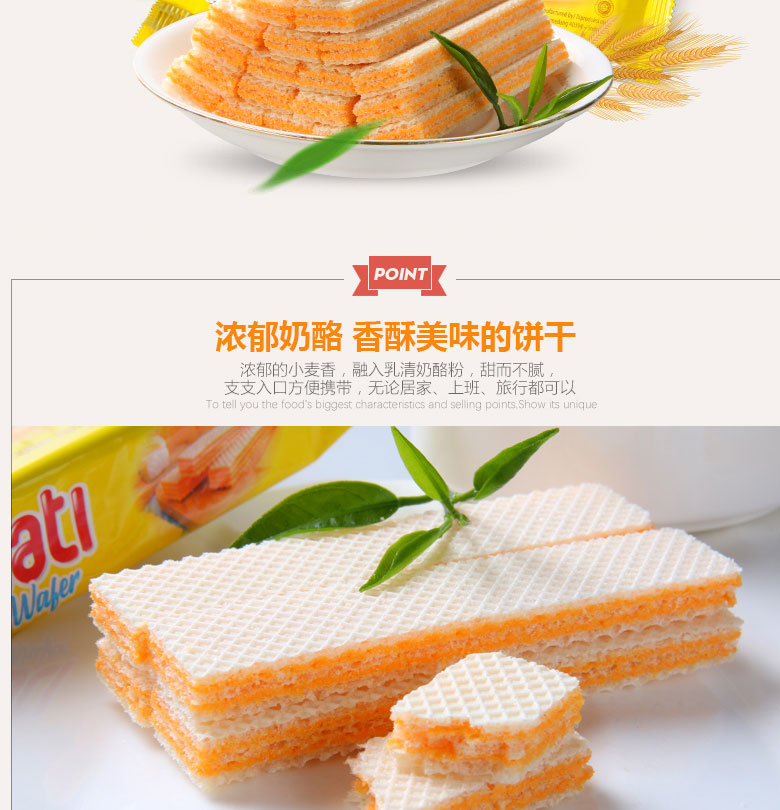 POINT
浓郁奶酪 香酥美味的饼干
浓郁的小麦香，融入乳清奶酪粉，甜而不腻，
支支入口方便携带，无论居家、上班、旅行都可以
To tell you the food's biggest characteristics and selling points.Show its unique
ati
Wafer